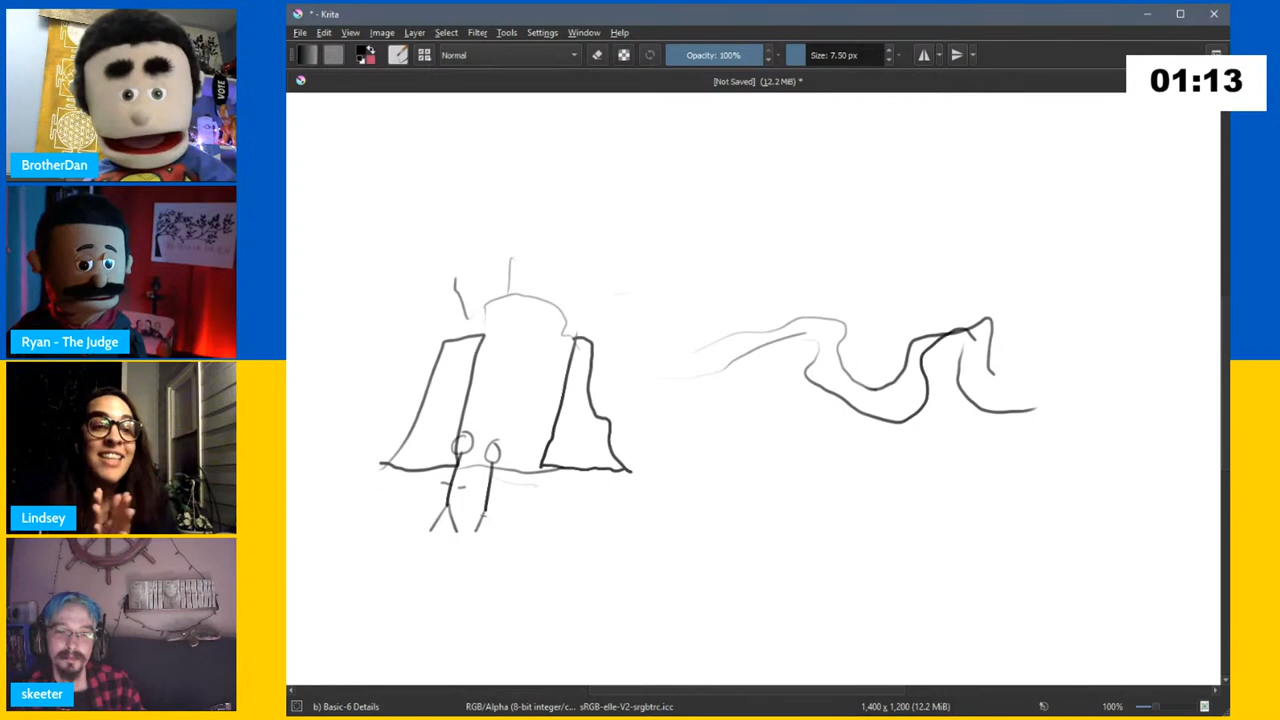 * - Krita
File Edit View Image Layer Select Filter Tools Settings Window Help
Normal
Opacity: 100%
Size: 7.50 px
[Not Saved] (12.2 MiB) *
01:13
VOTE
BrotherDan
Ryan - The Judge
Lindsey
skeeter
b) Basic-6 Details
RGB/Alpha (8-bit integer/c... sRGB-elle-V2-srgbtrc.icc
1,400 x 1,200 (12.2 MiB)
100%